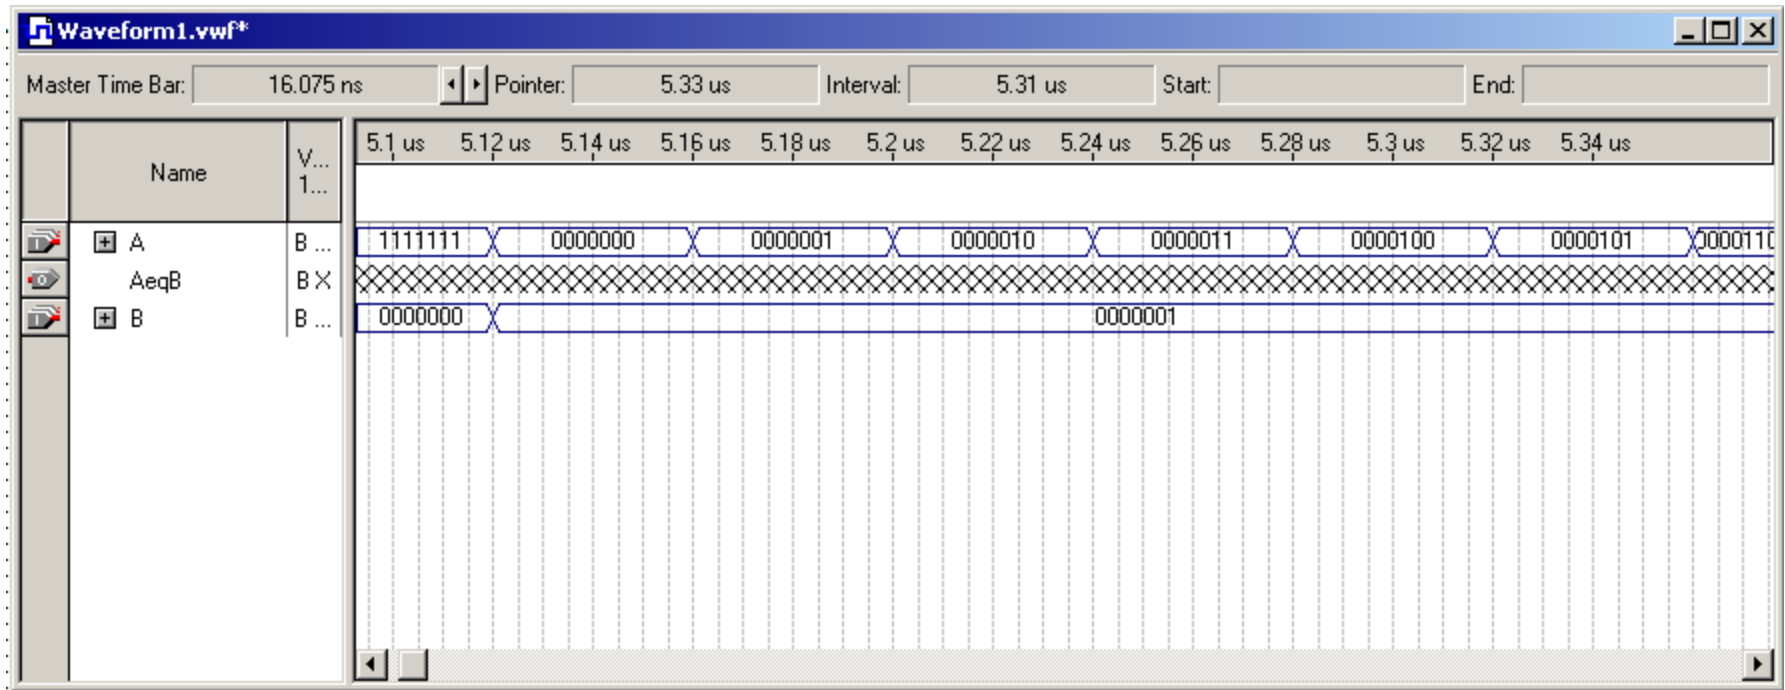 Waveform1.vwf*
Master Time Bar: 16.075 ns Pointer: 5.33 us Interval: 5.31 us Start: End:
Name V... 1... 5.1 us 5.12 us 5.14 us 5.16 us 5.18 us 5.2 us 5.22 us 5.24 us 5.26 us 5.28 us 5.3 us 5.32 us 5.34 us
A B ... 1111111 0000000 0000001 0000010 0000011 0000100 0000101 0000110
AeqB B X
B B ... 0000000 0000001